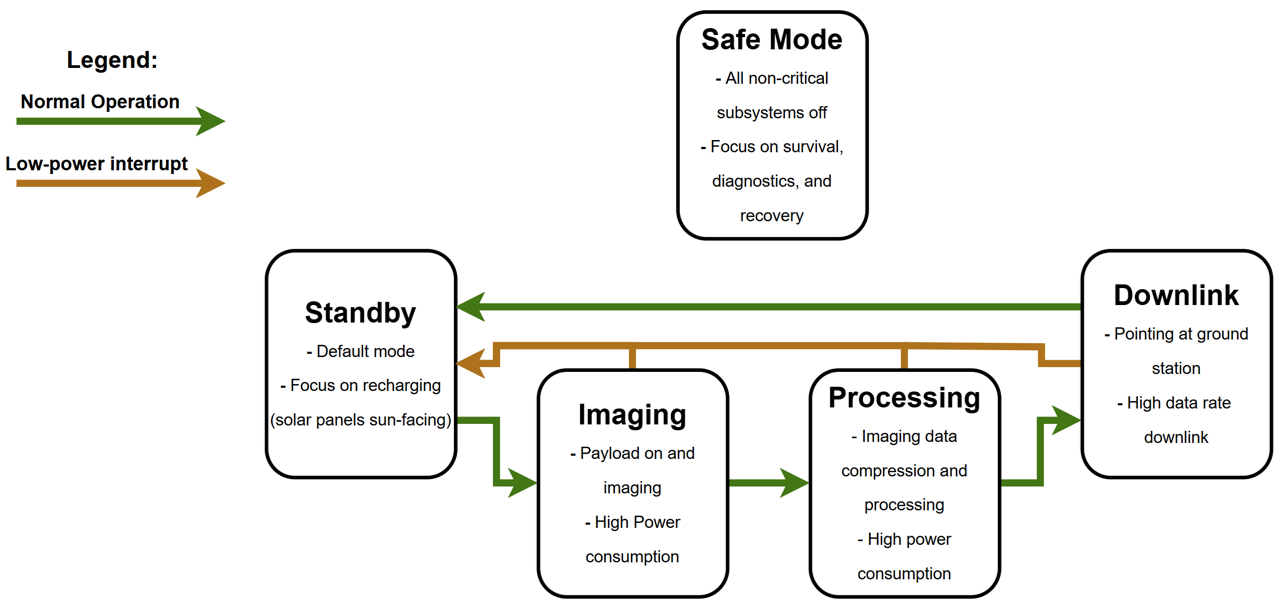 Legend:
Normal Operation
Low-power interrupt
Safe Mode
- All non-critical
subsystems off
- Focus on survival,
diagnostics, and
recovery
Standby
- Default mode
- Focus on recharging
(solar panels sun-facing)
Imaging
- Payload on and
imaging
- High Power
consumption
Processing
- Imaging data
compression and
processing
- High power
consumption
Downlink
- Pointing at ground
station
- High data rate
downlink